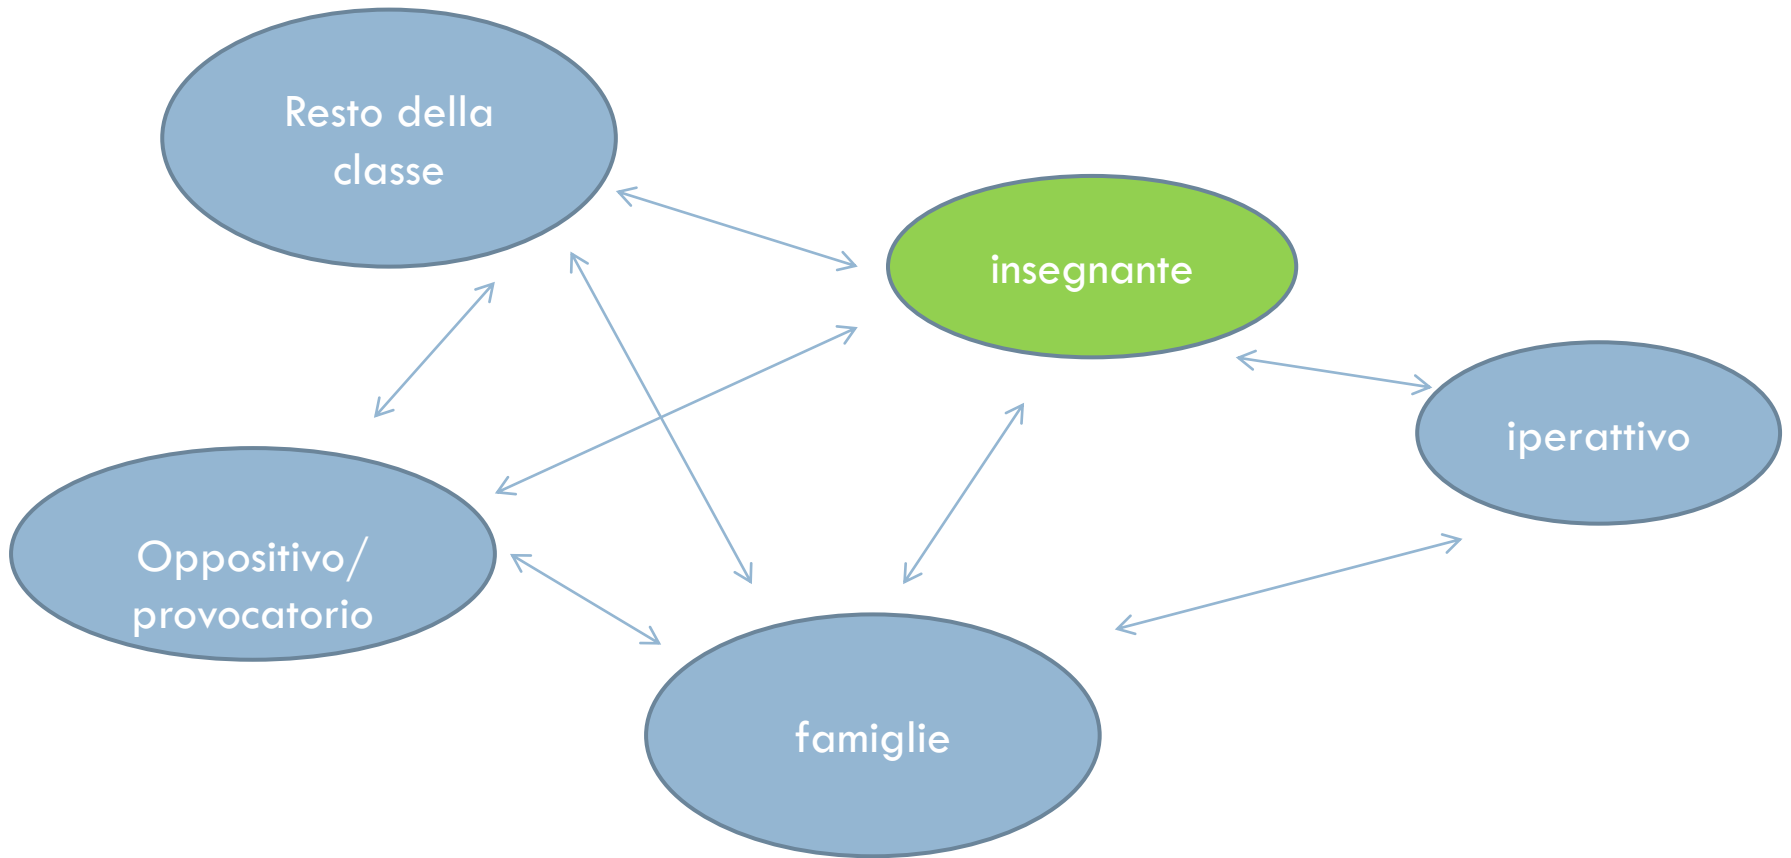 Resto della
classe
insegnante
iperattivo
Oppositivo/
provocatorio
famiglie